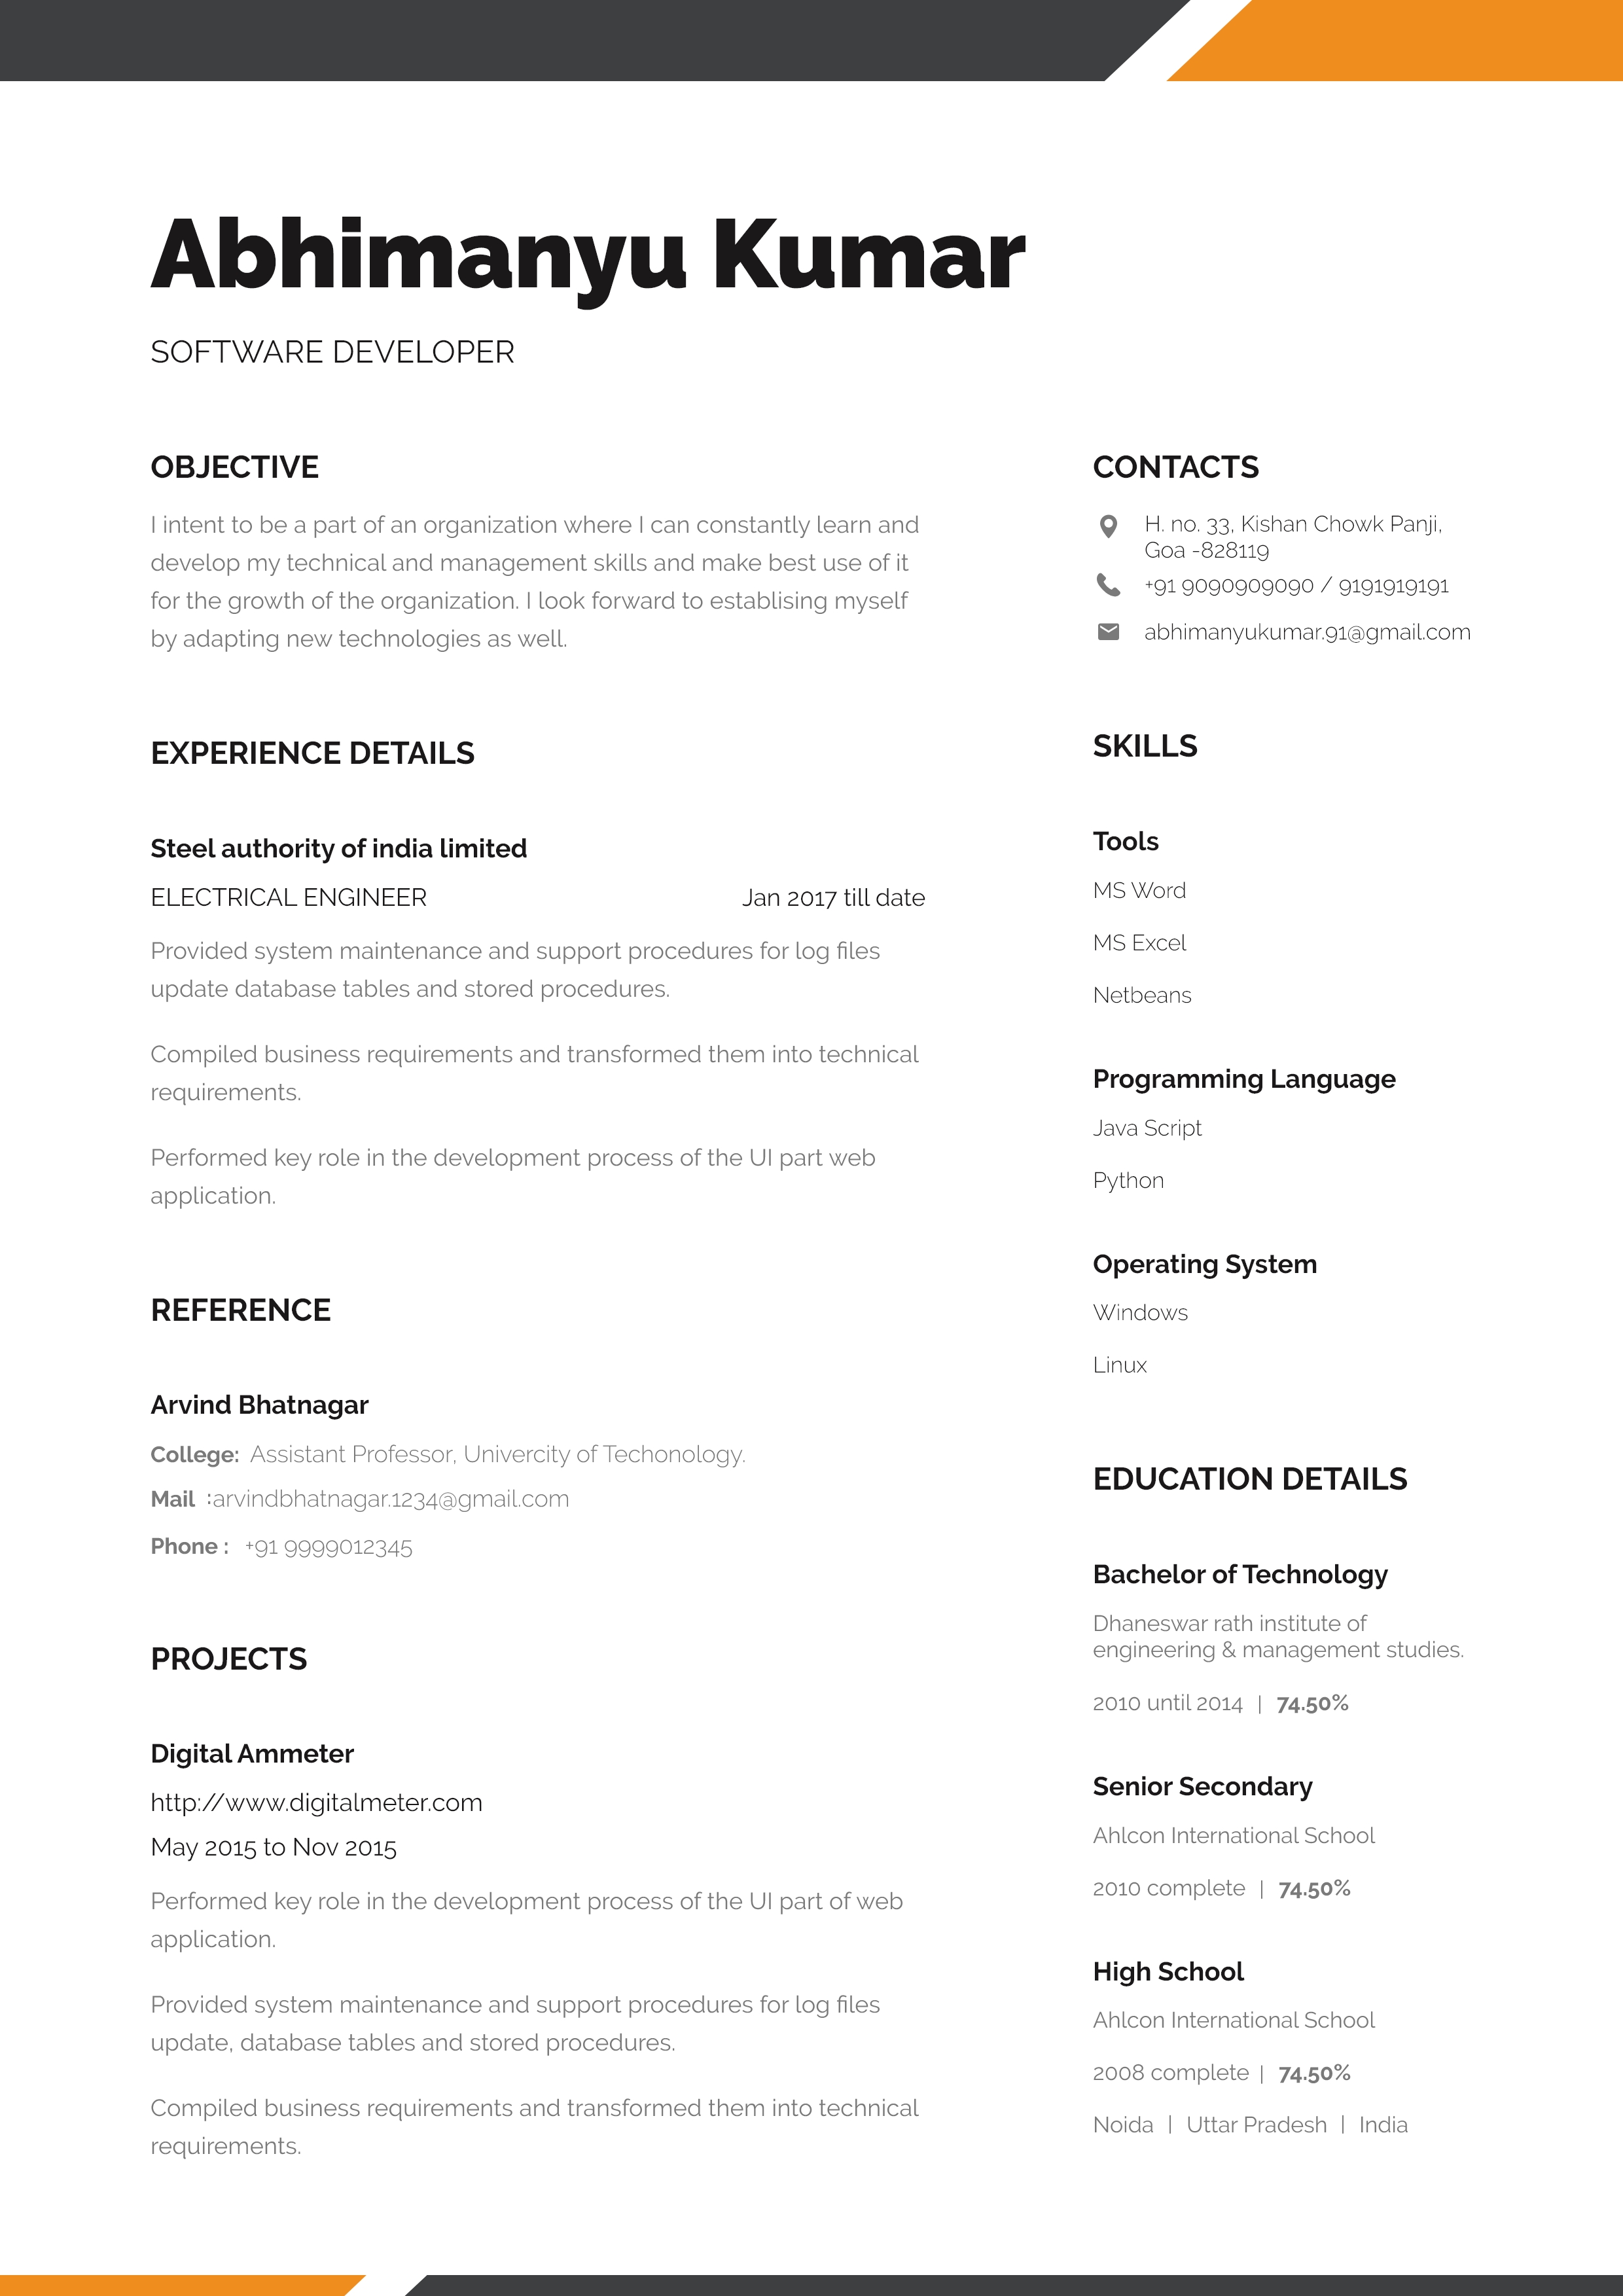 Abhimanyu Kumar
SOFTWARE DEVELOPER
OBJECTIVE
I intent to be a part of an organization where I can constantly learn and
develop my technical and management skills and make best use of it
for the growth of the organization. I look forward to establising myself
by adapting new technologies as well.
EXPERIENCE DETAILS
Steel authority of india limited
ELECTRICAL ENGINEER Jan 2017 till date
Provided system maintenance and support procedures for log files
update database tables and stored procedures.
Compiled business requirements and transformed them into technical
requirements.
Performed key role in the development process of the UI part web
application.
REFERENCE
Arvind Bhatnagar
College: Assistant Professor, Univercity of Techonology.
Mail :arvindbhatnagar.1234@gmail.com
Phone : +91 9999012345
PROJECTS
Digital Ammeter
http://www.digitalmeter.com
May 2015 to Nov 2015
Performed key role in the development process of the UI part of web
application.
Provided system maintenance and support procedures for log files
update, database tables and stored procedures.
Compiled business requirements and transformed them into technical
requirements.
CONTACTS
H. no. 33, Kishan Chowk Panji,
Goa -828119
+91 9090909090 / 9191919191
abhimanyukumar.91@gmail.com
SKILLS
Tools
MS Word
MS Excel
Netbeans
Programming Language
Java Script
Python
Operating System
Windows
Linux
EDUCATION DETAILS
Bachelor of Technology
Dhaneswar rath institute of
engineering & management studies.
2010 until 2014 | 74.50%
Senior Secondary
Ahlcon International School
2010 complete | 74.50%
High School
Ahlcon International School
2008 complete | 74.50%
Noida | Uttar Pradesh | India